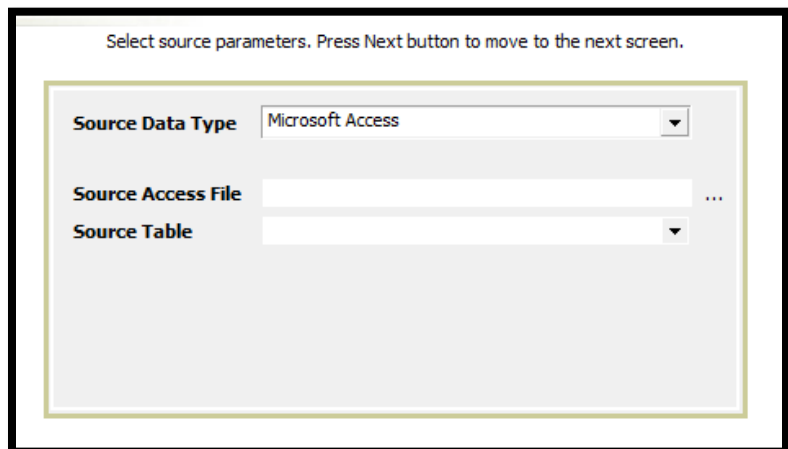 Select source parameters. Press Next button to move to the next screen.
Source Data Type Microsoft Access
Source Access File ...
Source Table